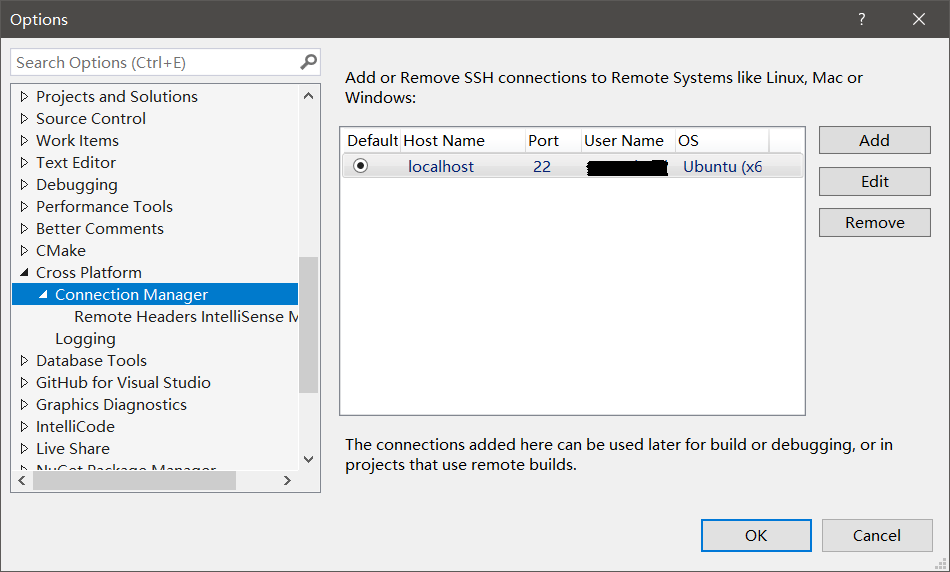 Options
Search Options (Ctrl+E)
Projects and Solutions
Source Control
Work Items
Text Editor
Debugging
Performance Tools
Better Comments
CMake
Cross Platform
Connection Manager
Remote Headers IntelliSense M
Logging
Database Tools
GitHub for Visual Studio
Graphics Diagnostics
IntelliCode
Live Share
NuGet Package Manager
Add or Remove SSH connections to Remote Systems like Linux, Mac or
Windows:
Default Host Name Port User Name OS
localhost 22 Ubuntu (x6
Add
Edit
Remove
The connections added here can be used later for build or debugging, or in
projects that use remote builds.
OK Cancel